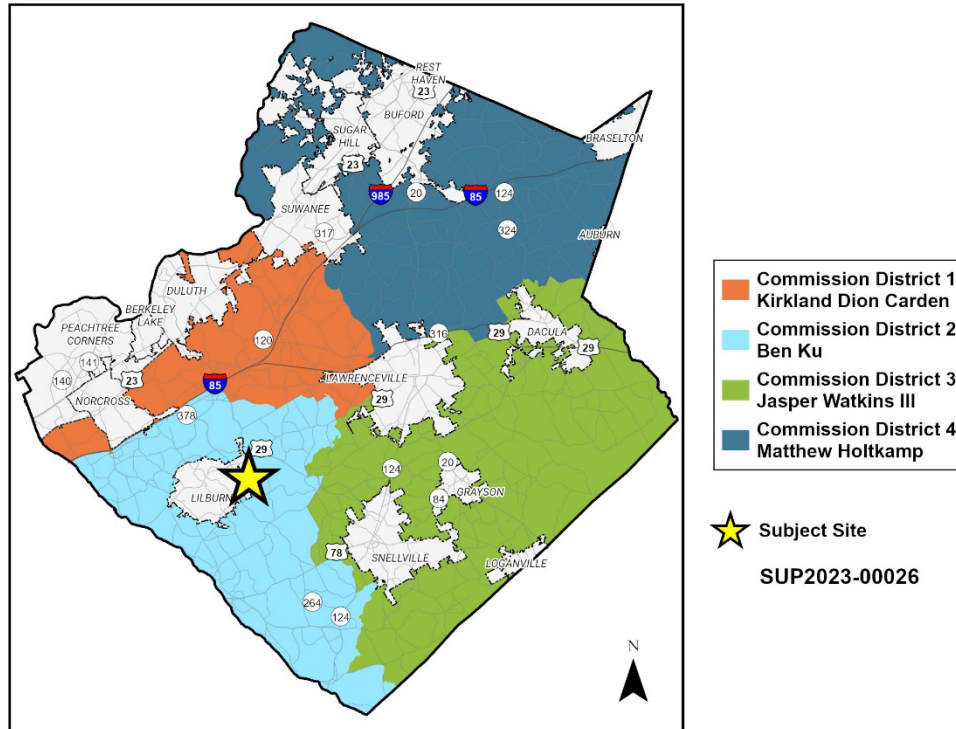 REST
HAVEN
23
BUFORD
SUGAR
HILL
23
BRASELTON
985
20
85
124
SUWANEE
317
324
AUBURN
DULUTH
BERKELEY
LAKE
PEACHTREE
CORNERS
141
140
120
316
29
DACULA
29
23
NORCROSS
85
LAWRENCEVILLE
29
378
29
LILBURN
124
20
GRAYSON
84
78
SNELLVILLE
LOGANVILLE
264
124
N
Commission District 1
Kirkland Dion Carden
Commission District 2
Ben Ku
Commission District 3
Jasper Watkins III
Commission District 4
Matthew Holtkamp
Subject Site
SUP2023-00026